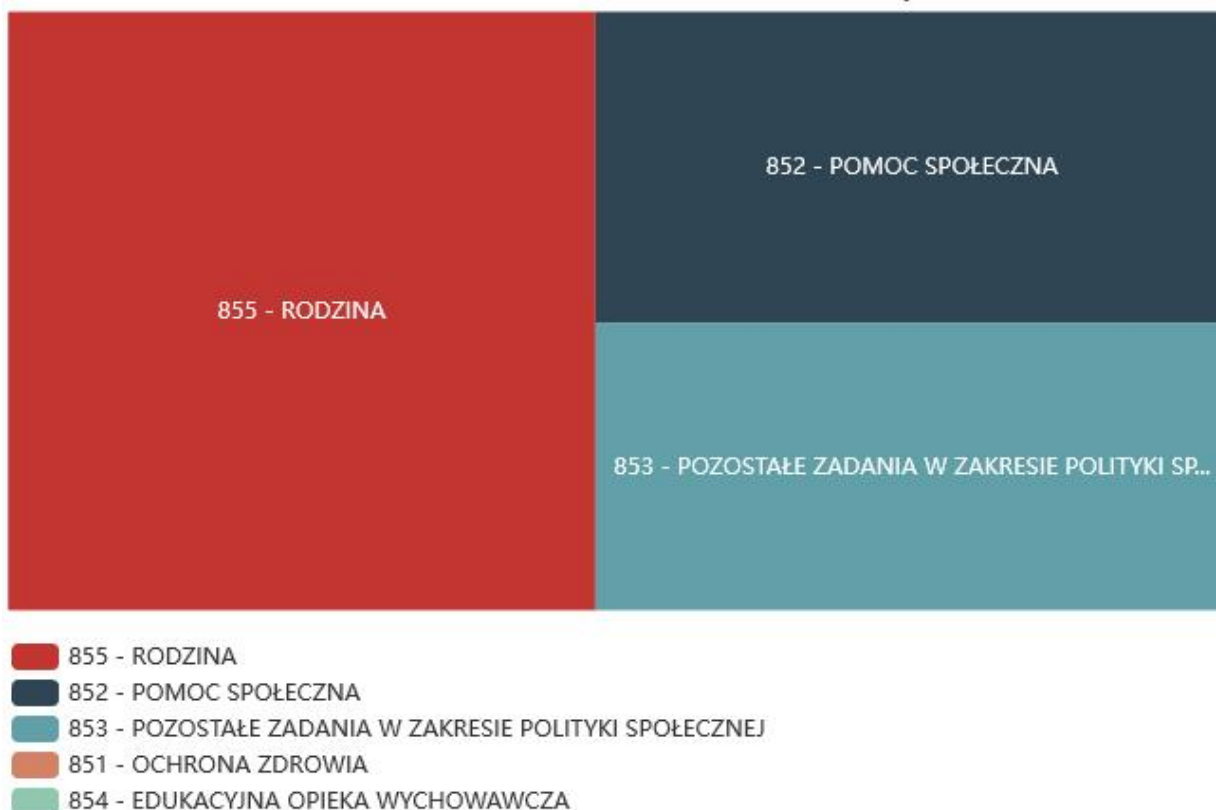 852 - POMOC SPOŁECZNA
855 - RODZINA
853 - POZOSTAŁE ZADANIA W ZAKRESIE POLITYKI SP...
855 - RODZINA
852 - POMOC SPOŁECZNA
853 - POZOSTAŁE ZADANIA W ZAKRESIE POLITYKI SPOŁECZNEJ
851 - OCHRONA ZDROWIA
854 - EDUKACYJNA OPIEKA WYCHOWAWCZA